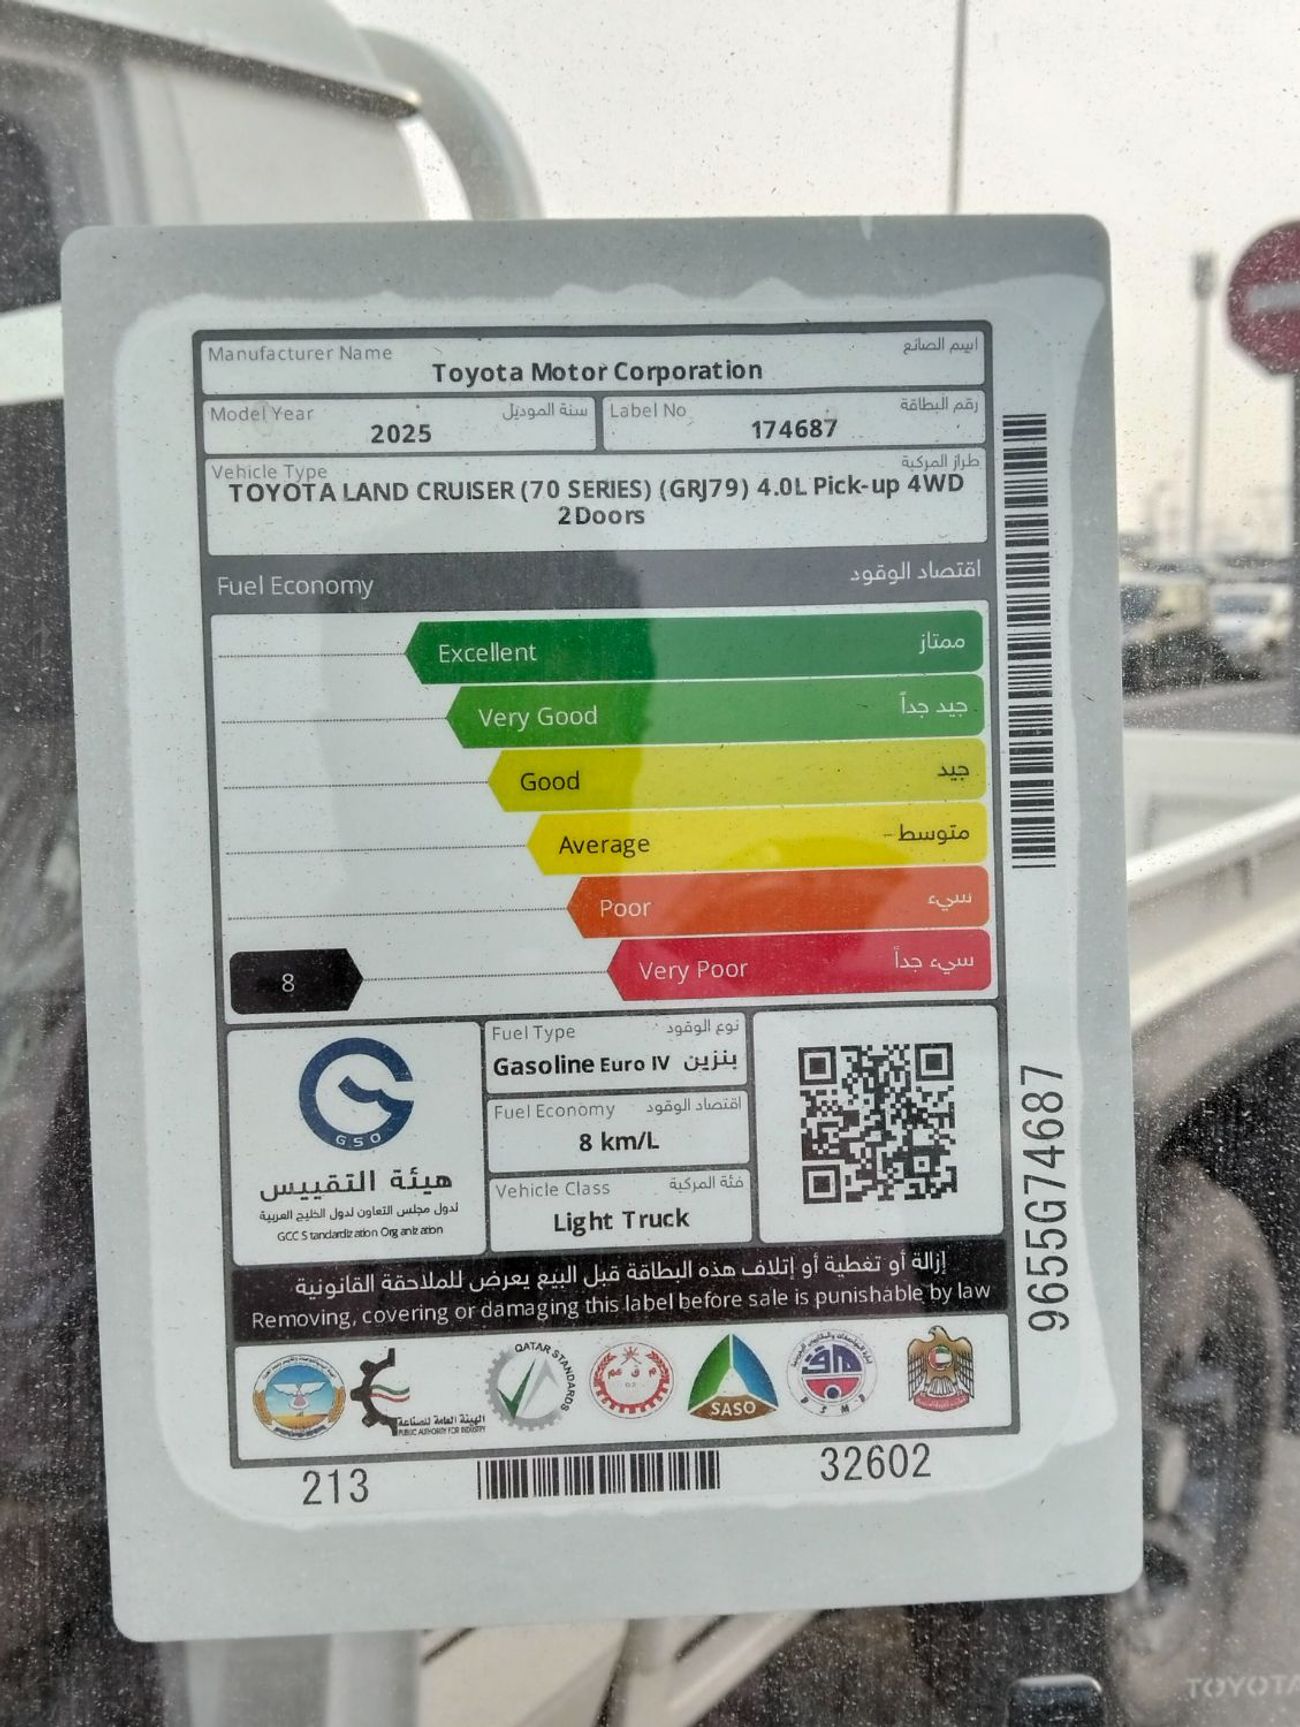 Manufacturer Name اسم الصانع
Toyota Motor Corporation
Model Year سنة الموديل
2025
Label No رقم البطاقة
174687
Vehicle Type طراز المركبة
TOYOTA LAND CRUISER (70 SERIES) (GRJ79) 4.0L Pick-up 4WD
2Doors
Fuel Economy اقتصاد الوقود
Excellent ممتاز
Very Good جيد جداً
Good جيد
Average متوسط
Poor سيء
8 Very Poor سيء جداً
GSO
هيئة التقييس
لدول مجلس التعاون لدول الخليج العربية
GCC Standardization Organization
Fuel Type نوع الوقود
Gasoline Euro IV بنزين
Fuel Economy اقتصاد الوقود
8 km/L
Vehicle Class فئة المركبة
Light Truck
إزالة أو تغطية أو إتلاف هذه البطاقة قبل البيع يعرض للملاحقة القانونية
Removing, covering or damaging this label before sale is punishable by law
الهيئة العامة للصناعة
PUBLIC AUTHORITY FOR INDUSTRY
QATAR STANDARDS
SASO
BSMD
213 32602
9655G74687
TOYOTA